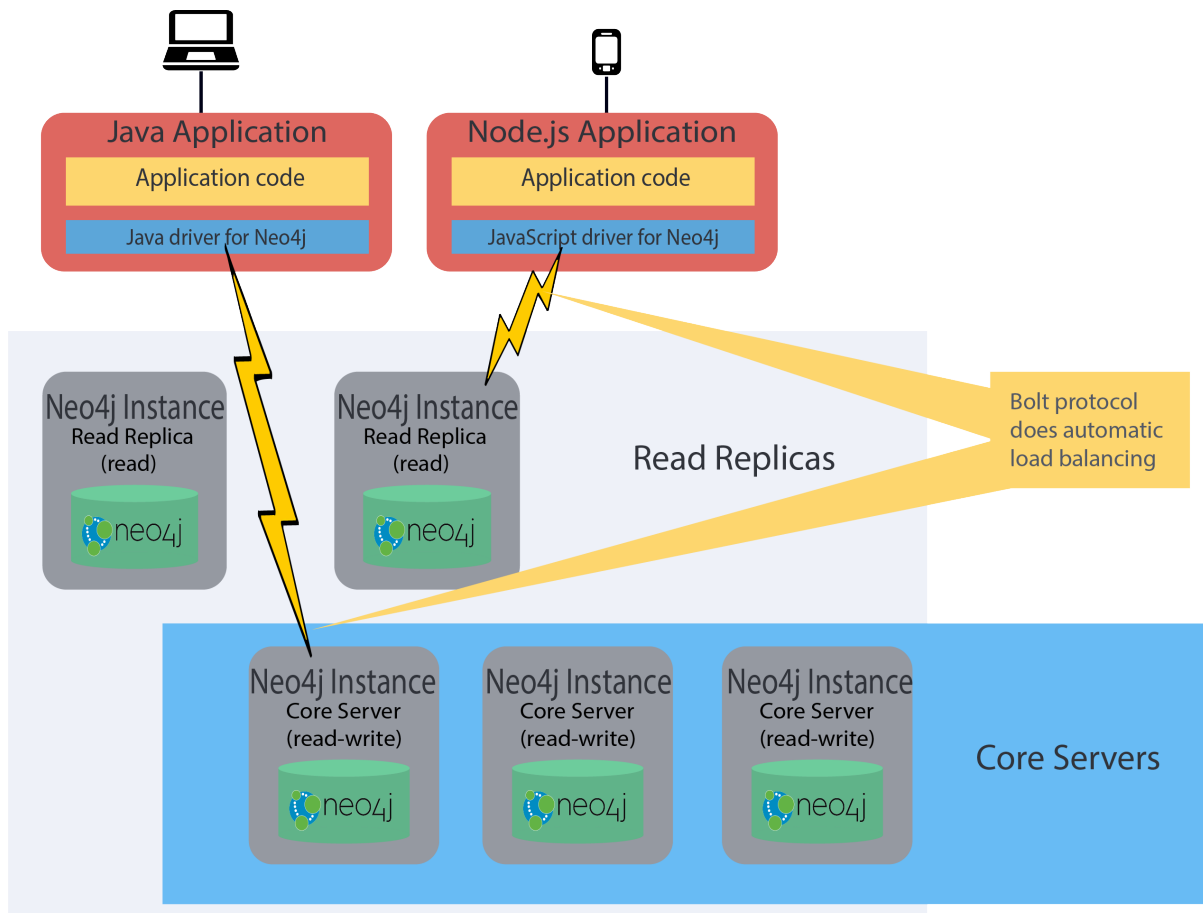 Java Application
Application code
Java driver for Neo4j
Node.js Application
Application code
JavaScript driver for Neo4j
Bolt protocol
does automatic
load balancing
Neo4j Instance
Read Replica
(read)
neo4j
Neo4j Instance
Read Replica
(read)
neo4j
Read Replicas
Neo4j Instance
Core Server
(read-write)
neo4j
Neo4j Instance
Core Server
(read-write)
neo4j
Neo4j Instance
Core Server
(read-write)
neo4j
Core Servers